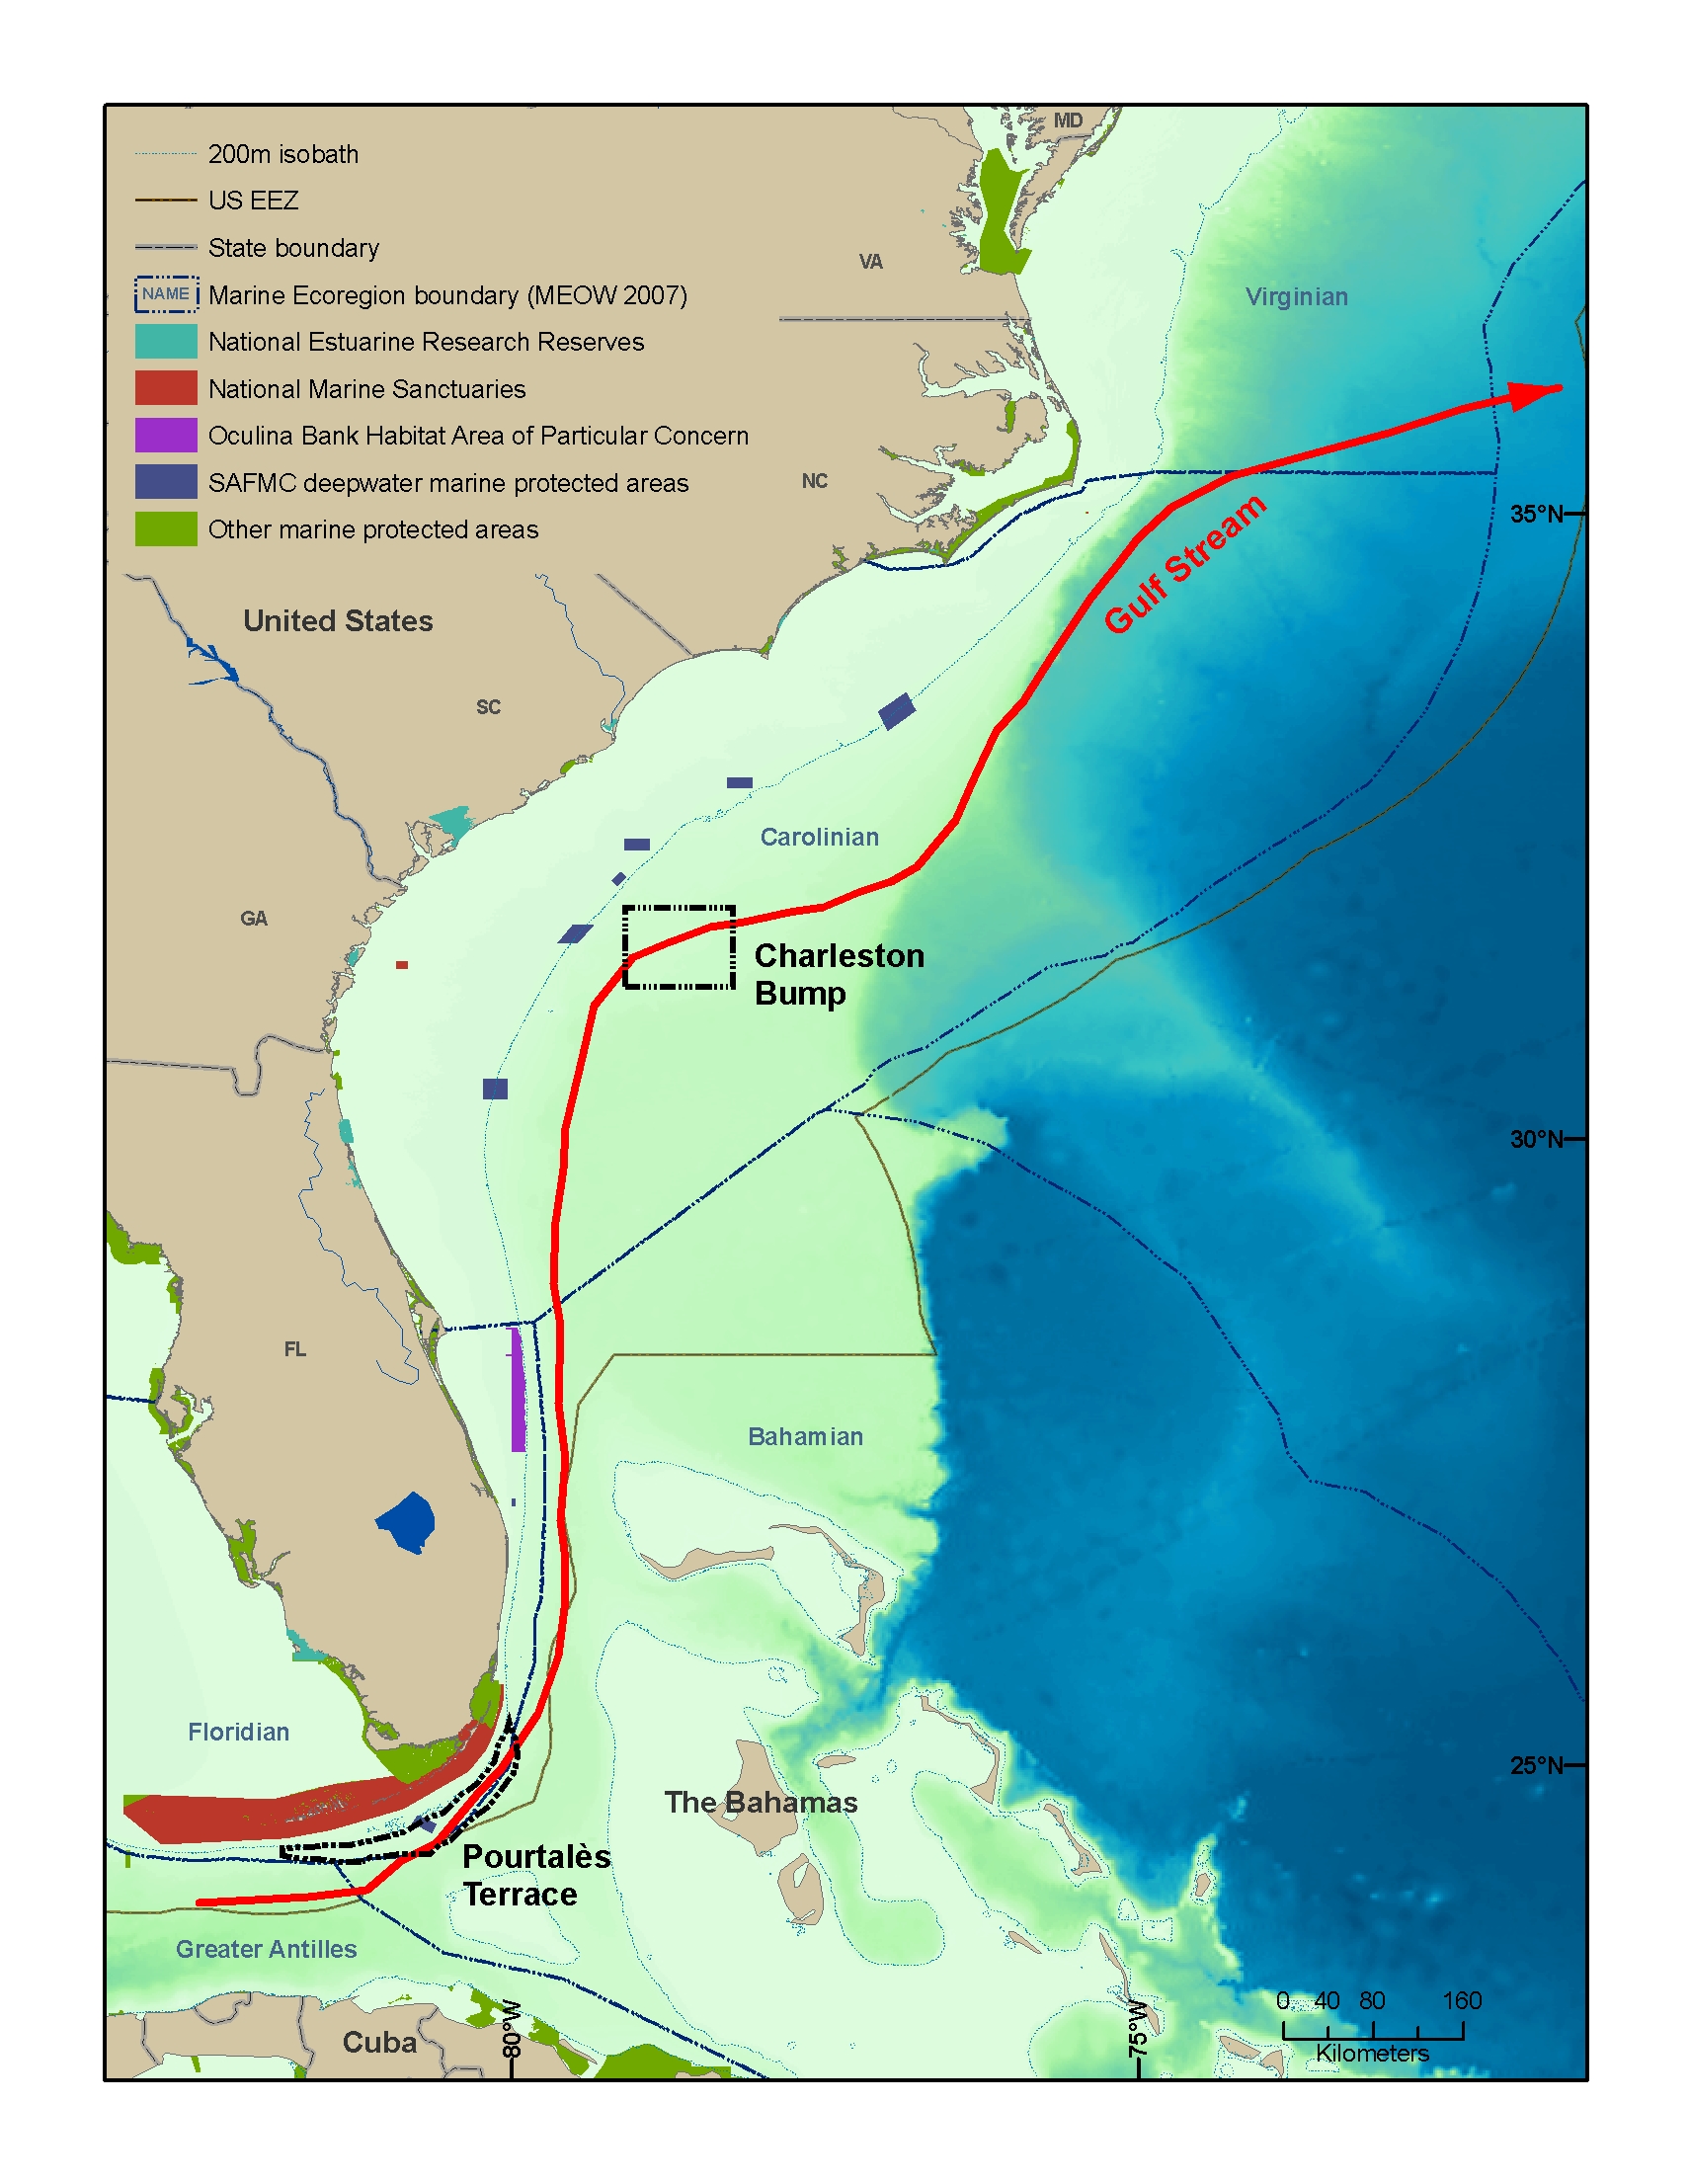 MD
200m isobath
US EEZ
State boundary
VA
NAME
Marine Ecoregion boundary (MEOW 2007)
Virginian
National Estuarine Research Reserves
National Marine Sanctuaries
Oculina Bank Habitat Area of Particular Concern
SAFMC deepwater marine protected areas
NC
Other marine protected areas
35°N
Gulf Stream
United States
SC
Carolinian
GA
Charleston
Bump
30°N
FL
Bahamian
Floridian
25°N
The Bahamas
Pourtalès
Terrace
Greater Antilles
Cuba
80°W
75°W
0 40 80 160
Kilometers